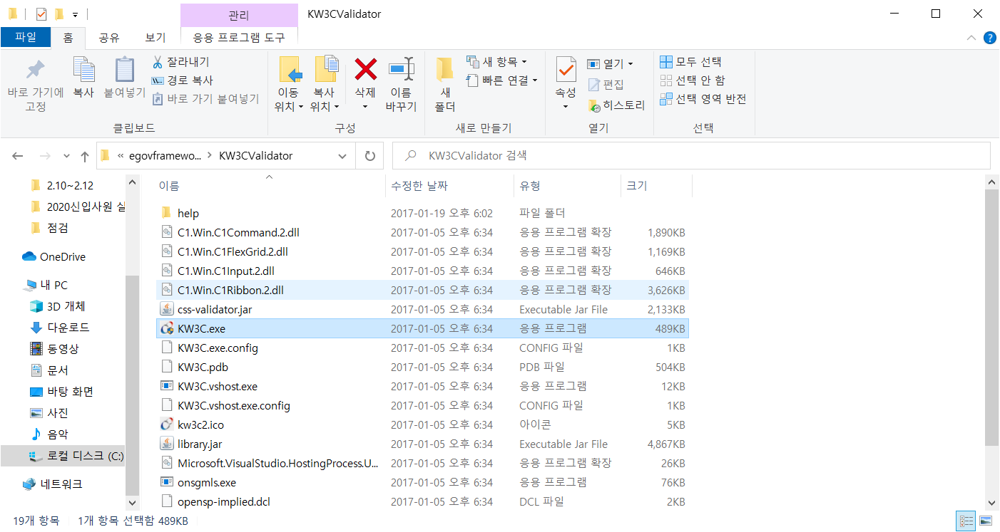 관리
KW3CValidator
파일 홈 공유 보기 응용 프로그램 도구
바로 가기에 고정
복사
붙여넣기
잘라내기
경로 복사
바로 가기 붙여넣기
클립보드
이동 위치
복사 위치
삭제
이름 바꾸기
구성
새 폴더
새 항목
빠른 연결
새로 만들기
속성
열기
편집
히스토리
열기
모두 선택
선택 안 함
선택 영역 반전
선택
« egovframewo... > KW3CValidator
KW3CValidator 검색
2.10~2.12
2020신입사원 실
점검
OneDrive
내 PC
3D 개체
다운로드
동영상
문서
바탕 화면
사진
음악
로컬 디스크 (C:)
네트워크
이름 수정한 날짜 유형 크기
help 2017-01-19 오후 6:02 파일 폴더
C1.Win.C1Command.2.dll 2017-01-05 오후 6:34 응용 프로그램 확장 1,890KB
C1.Win.C1FlexGrid.2.dll 2017-01-05 오후 6:34 응용 프로그램 확장 1,169KB
C1.Win.C1Input.2.dll 2017-01-05 오후 6:34 응용 프로그램 확장 646KB
C1.Win.C1Ribbon.2.dll 2017-01-05 오후 6:34 응용 프로그램 확장 3,626KB
css-validator.jar 2017-01-05 오후 6:34 Executable Jar File 2,133KB
KW3C.exe 2017-01-05 오후 6:34 응용 프로그램 489KB
KW3C.exe.config 2017-01-05 오후 6:34 CONFIG 파일 1KB
KW3C.pdb 2017-01-05 오후 6:34 PDB 파일 504KB
KW3C.vshost.exe 2017-01-05 오후 6:34 응용 프로그램 12KB
KW3C.vshost.exe.config 2017-01-05 오후 6:34 CONFIG 파일 1KB
kw3c2.ico 2017-01-05 오후 6:34 아이콘 5KB
library.jar 2017-01-05 오후 6:34 Executable Jar File 4,867KB
Microsoft.VisualStudio.HostingProcess.U... 2017-01-05 오후 6:34 응용 프로그램 확장 26KB
onsgmls.exe 2017-01-05 오후 6:34 응용 프로그램 76KB
opensp-implied.dcl 2017-01-05 오후 6:34 DCL 파일 2KB
19개 항목 1개 항목 선택함 489KB